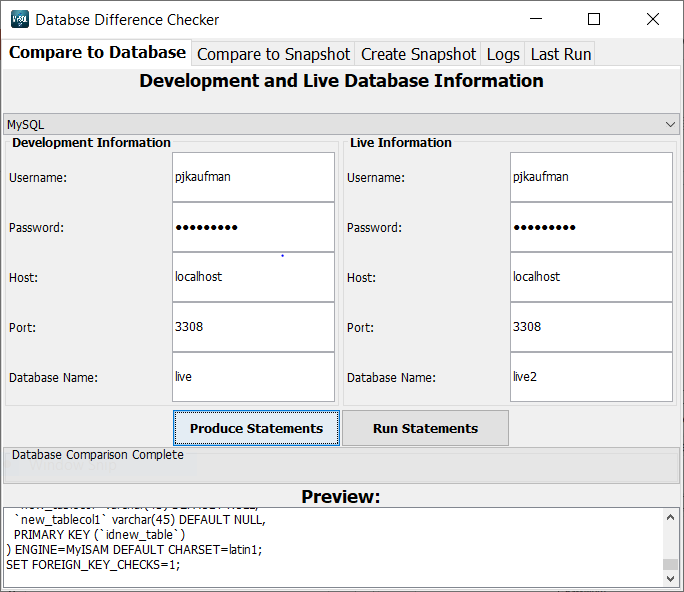 Databse Difference Checker
Compare to Database Compare to Snapshot Create Snapshot Logs Last Run
Development and Live Database Information
MySQL
Development Information
Username: pjkaufman
Password: •••••••••
Host: localhost
Port: 3308
Database Name: live
Live Information
Username: pjkaufman
Password: •••••••••
Host: localhost
Port: 3308
Database Name: live2
Produce Statements Run Statements
Database Comparison Complete
Preview:
`new_tablecol1` varchar(45) DEFAULT NULL,
PRIMARY KEY (`idnew_table`)
) ENGINE=MyISAM DEFAULT CHARSET=latin1;
SET FOREIGN_KEY_CHECKS=1;